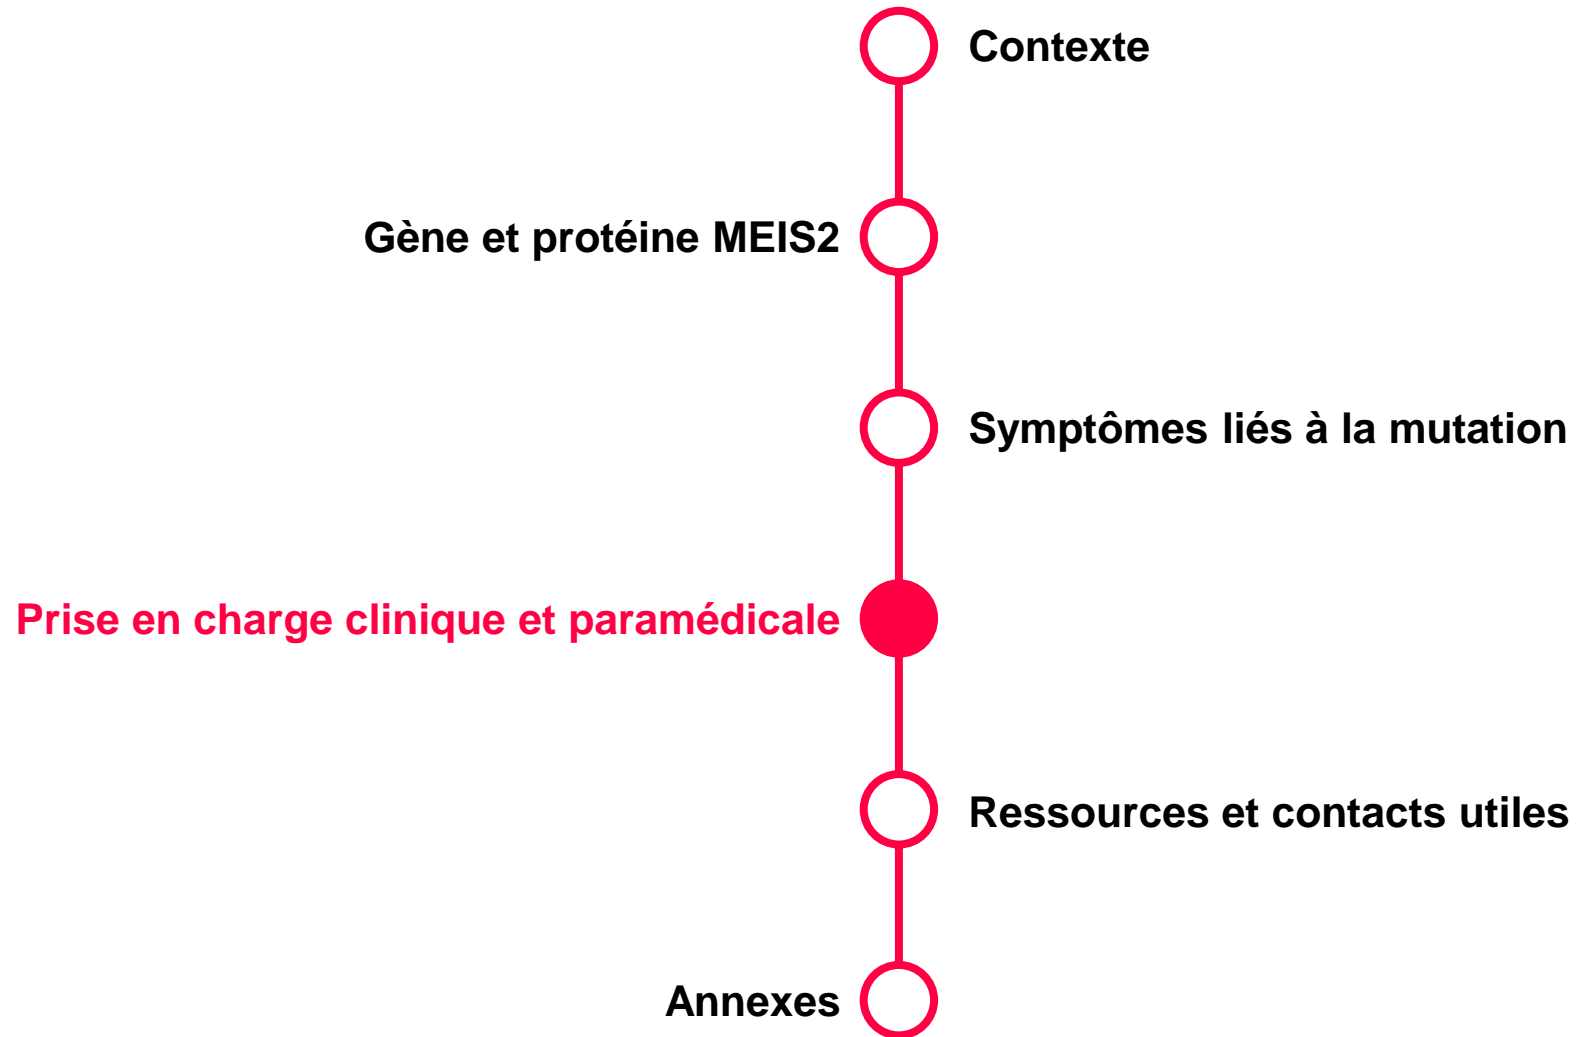 Contexte
Gène et protéine MEIS2
Symptômes liés à la mutation
Prise en charge clinique et paramédicale
Ressources et contacts utiles
Annexes